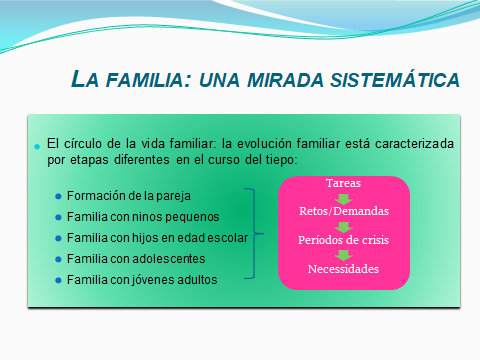 LA FAMILIA: UNA MIRADA SISTEMÁTICA
El círculo de la vida familiar: la evolución familiar está caracterizada
por etapas diferentes en el curso del tiepo:
Formación de la pareja
Familia con ninos pequenos
Familia con hijos en edad escolar
Familia con adolescentes
Familia con jóvenes adultos
Tareas
Retos/Demandas
Períodos de crisis
Necessidades